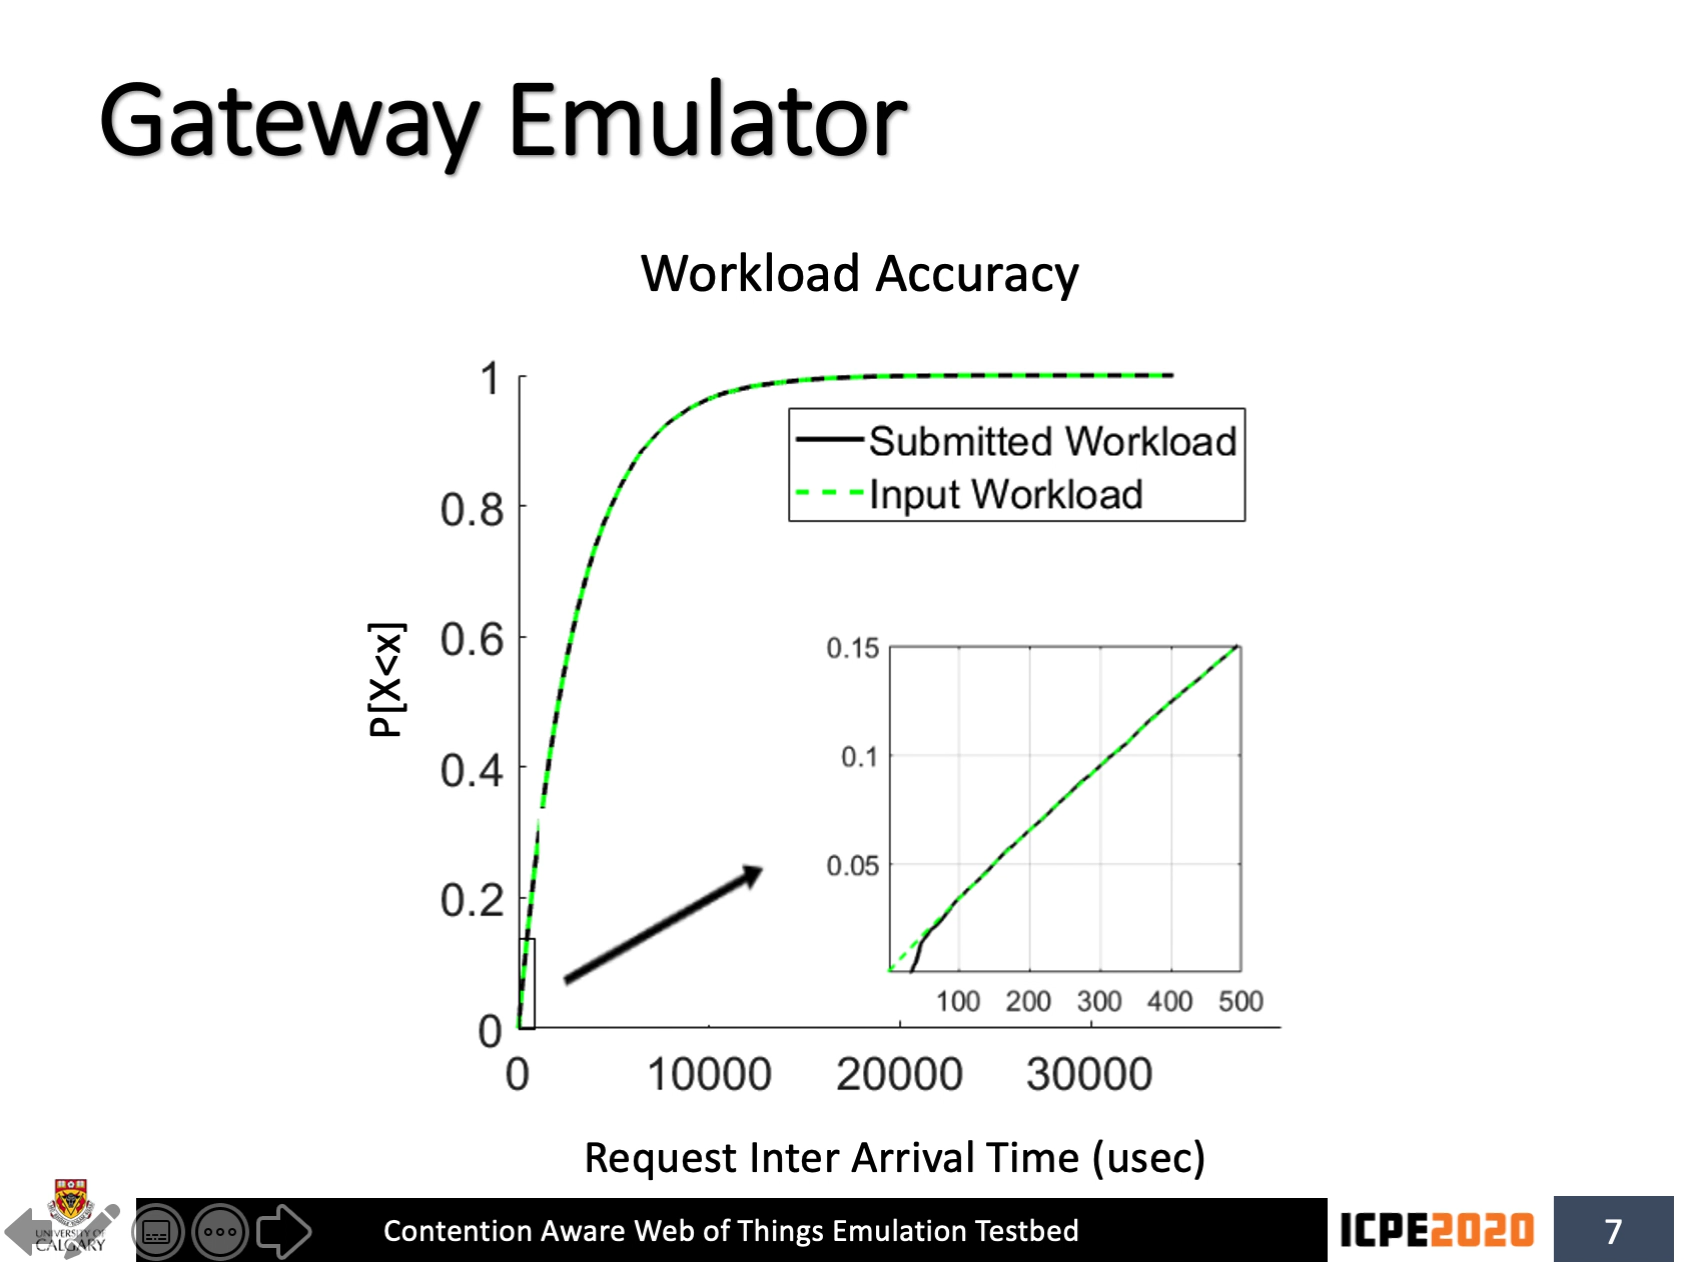 Gateway Emulator
Workload Accuracy
1
0.8
0.6
0.4
0.2
0
P[X<x]
Submitted Workload
Input Workload
0.15
0.1
0.05
100 200 300 400 500
0 10000 20000 30000
Request Inter Arrival Time (usec)
UNIVERSITY OF
CALGARY
Contention Aware Web of Things Emulation Testbed
ICPE2020
7